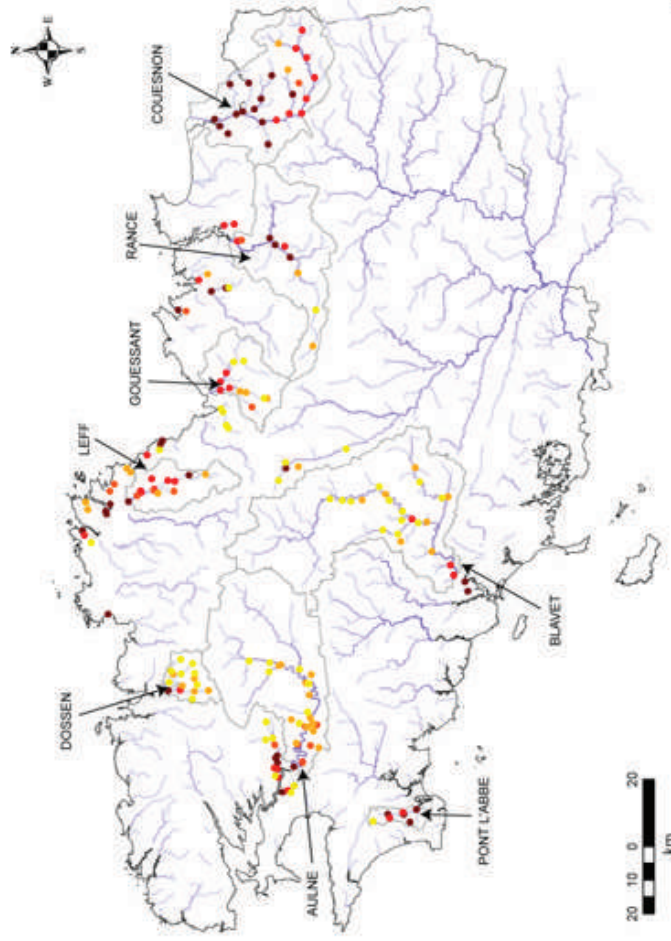 N
W
E
S
COUESNON
RANCE
GOUESSANT
LEFF
DOSSEN
AULNE
PONT L'ABBE
BLAVET
20 10 0 20
km